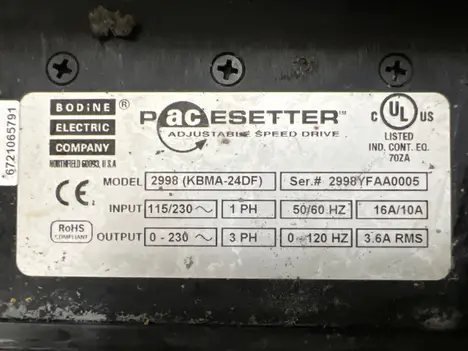 6721065791
BODINE ®
ELECTRIC
COMPANY
NORTHFIELD 60093, U.S.A
PacESETTER™
ADJUSTABLE SPEED DRIVE
C UL US
®
LISTED
IND. CONT. EQ.
70ZA
CE
RoHS
COMPLIANT
MODEL 2998 (KBMA-24DF) Ser.# 2998YFAA0005
INPUT 115/230 ~ 1 PH 50/60 HZ 16A/10A
OUTPUT 0 - 230 ~ 3 PH 0 - 120 HZ 3.6A RMS